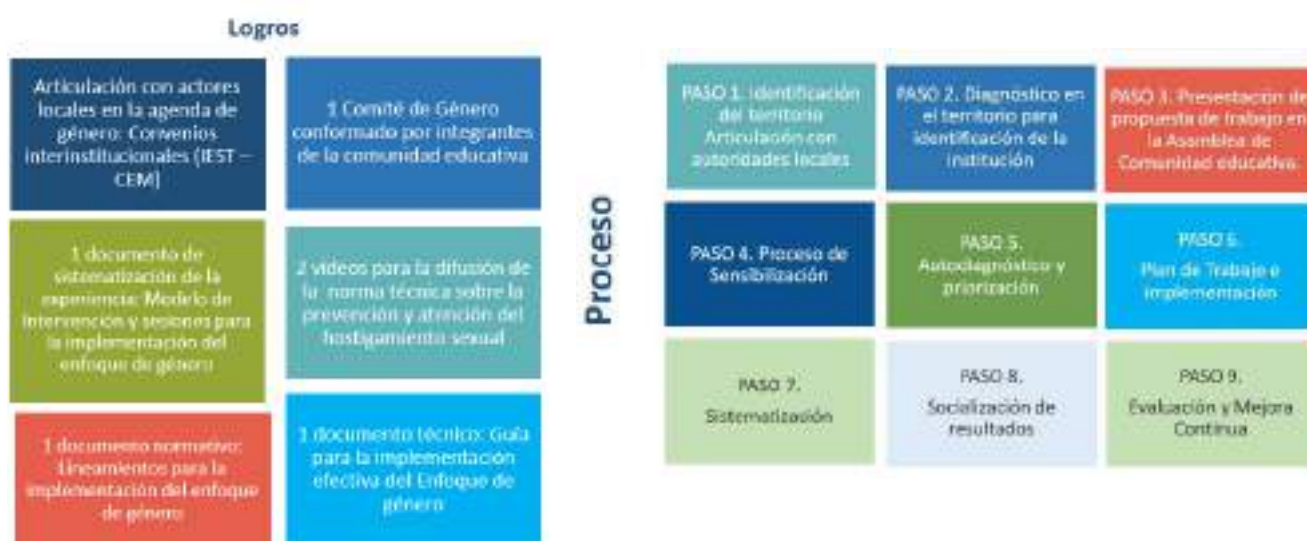 Logros
Articulación con actores
locales en la agenda de
género: Convenios
interinstitucionales (IEST –
CEM)
1 Comité de Género
conformado por integrantes
de la comunidad educativa
1 documento de
sistematización de la
experiencia: Modelo de
intervención y sesiones para
la implementación del
enfoque de género
2 videos para la difusión de
la norma técnica sobre la
prevención y atención del
hostigamiento sexual
1 documento normativo:
Lineamientos para la
implementación del enfoque
de género
1 documento técnico: Guía
para la implementación
efectiva del Enfoque de
género
Proceso
PASO 1. Identificación
del territorio
Articulación con
autoridades locales
PASO 2. Diagnóstico en
el territorio para
identificación de la
institución
PASO 3. Presentación de
propuesta de trabajo en
la Asamblea de
Comunidad educativa.
PASO 4. Proceso de
Sensibilización
PASO 5.
Autodiagnóstico y
priorización
PASO 6.
Plan de Trabajo e
implementación
PASO 7.
Sistematización
PASO 8.
Socialización de
resultados
PASO 9.
Evaluación y Mejora
Continua